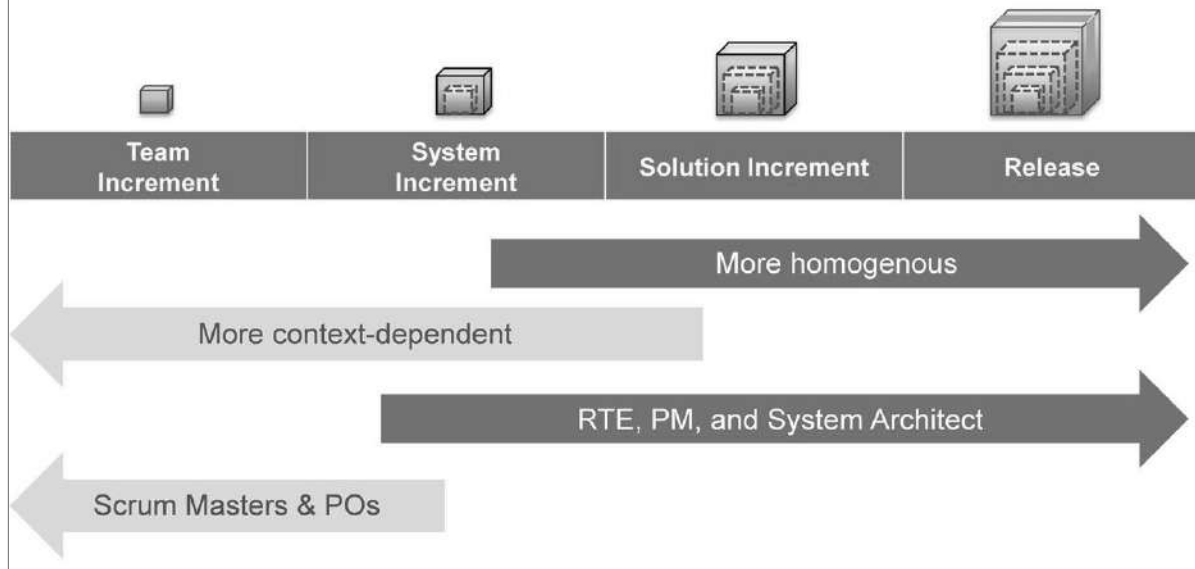 Team
Increment
System
Increment
Solution Increment
Release
More homogenous
More context-dependent
RTE, PM, and System Architect
Scrum Masters & POs